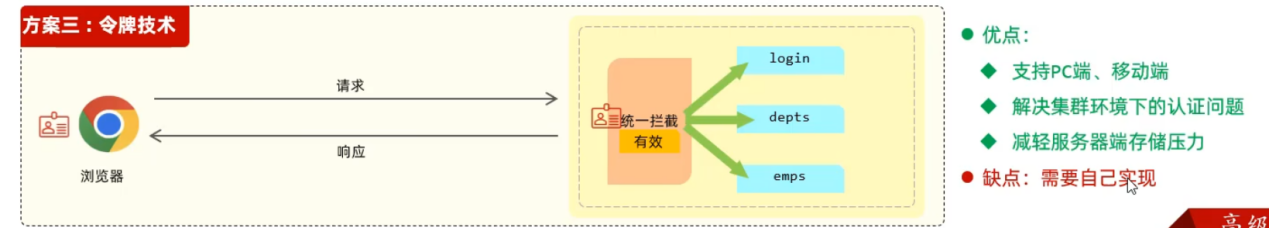 方案三：令牌技术
请求
响应
浏览器
统一拦截
有效
login
depts
emps
优点：
支持PC端、移动端
解决集群环境下的认证问题
减轻服务器端存储压力
缺点：需要自己实现
高级